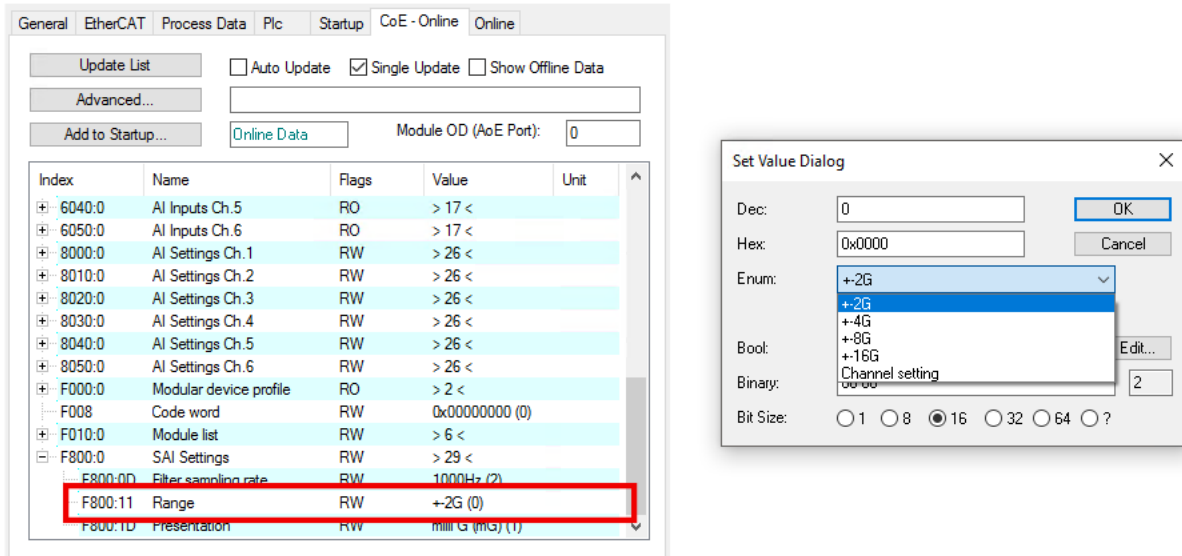 General EtherCAT Process Data Plc Startup CoE - Online Online
Update List Auto Update Single Update Show Offline Data
Advanced...
Add to Startup... Online Data Module OD (AoE Port): 0
Index Name Flags Value Unit
6040:0 AI Inputs Ch.5 RO > 17 <
6050:0 AI Inputs Ch.6 RO > 17 <
8000:0 AI Settings Ch.1 RW > 26 <
8010:0 AI Settings Ch.2 RW > 26 <
8020:0 AI Settings Ch.3 RW > 26 <
8030:0 AI Settings Ch.4 RW > 26 <
8040:0 AI Settings Ch.5 RW > 26 <
8050:0 AI Settings Ch.6 RW > 26 <
F000:0 Modular device profile RO > 2 <
F008 Code word RW 0x00000000 (0)
F010:0 Module list RW > 6 <
F800:0 SAI Settings RW > 29 <
F800:0D Filter sampling rate RW 1000Hz (2)
F800:11 Range RW +-2G (0)
F800:1D Presentation RW milli G (mG) (1)
Set Value Dialog
Dec: 0 OK
Hex: 0x0000 Cancel
Enum: +-2G
+-2G
+-4G
+-8G
Bool: +-16G Edit...
Channel setting
Binary: 00 00 2
Bit Size: 1 8 16 32 64 ?